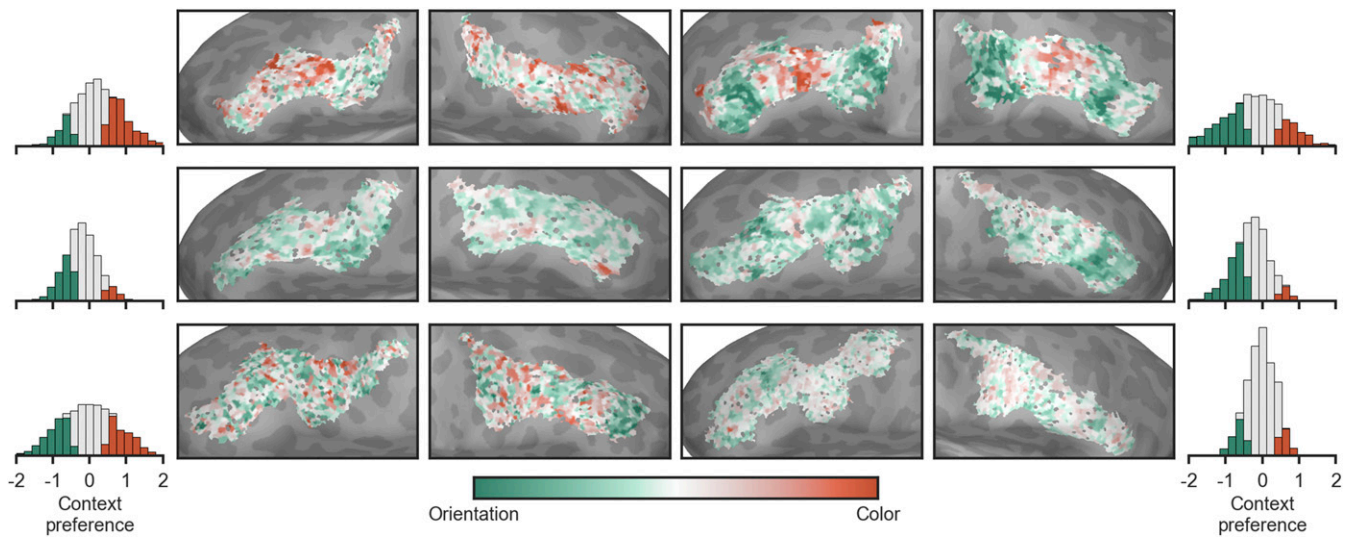 -2 -1 0 1 2
Context
preference
Orientation
Color
-2 -1 0 1 2
Context
preference